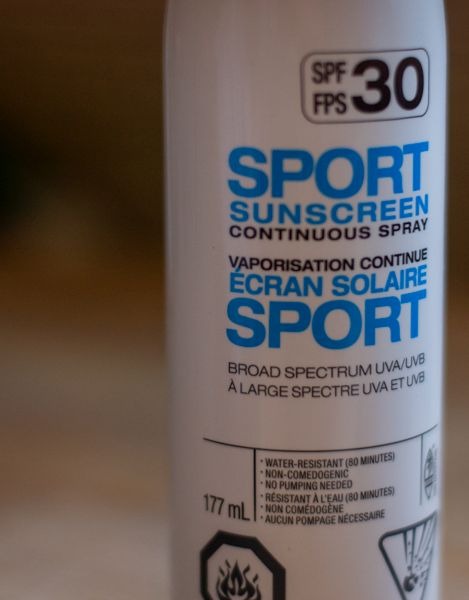 SPF
FPS 30
SPORT
SUNSCREEN
CONTINUOUS SPRAY
VAPORISATION CONTINUE
ÉCRAN SOLAIRE
SPORT
BROAD SPECTRUM UVA/UVB
À LARGE SPECTRE UVA ET UVB
177 mL
· WATER-RESISTANT (80 MINUTES)
· NON-COMEDOGENIC
· NO PUMPING NEEDED
· RÉSISTANT À L'EAU (80 MINUTES)
· NON COMÉDOGÈNE
· AUCUN POMPAGE NÉCESSAIRE